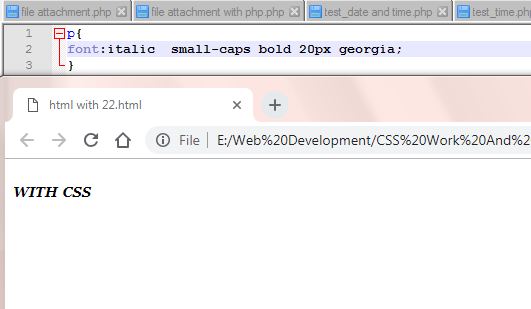 file attachment.php file attachment with php.php test_date and time.php test_time.php
1 p{
2 font:italic  small-caps bold 20px georgia;
3 }
html with 22.html
File E:/Web%20Development/CSS%20Work%20And%20
WITH CSS